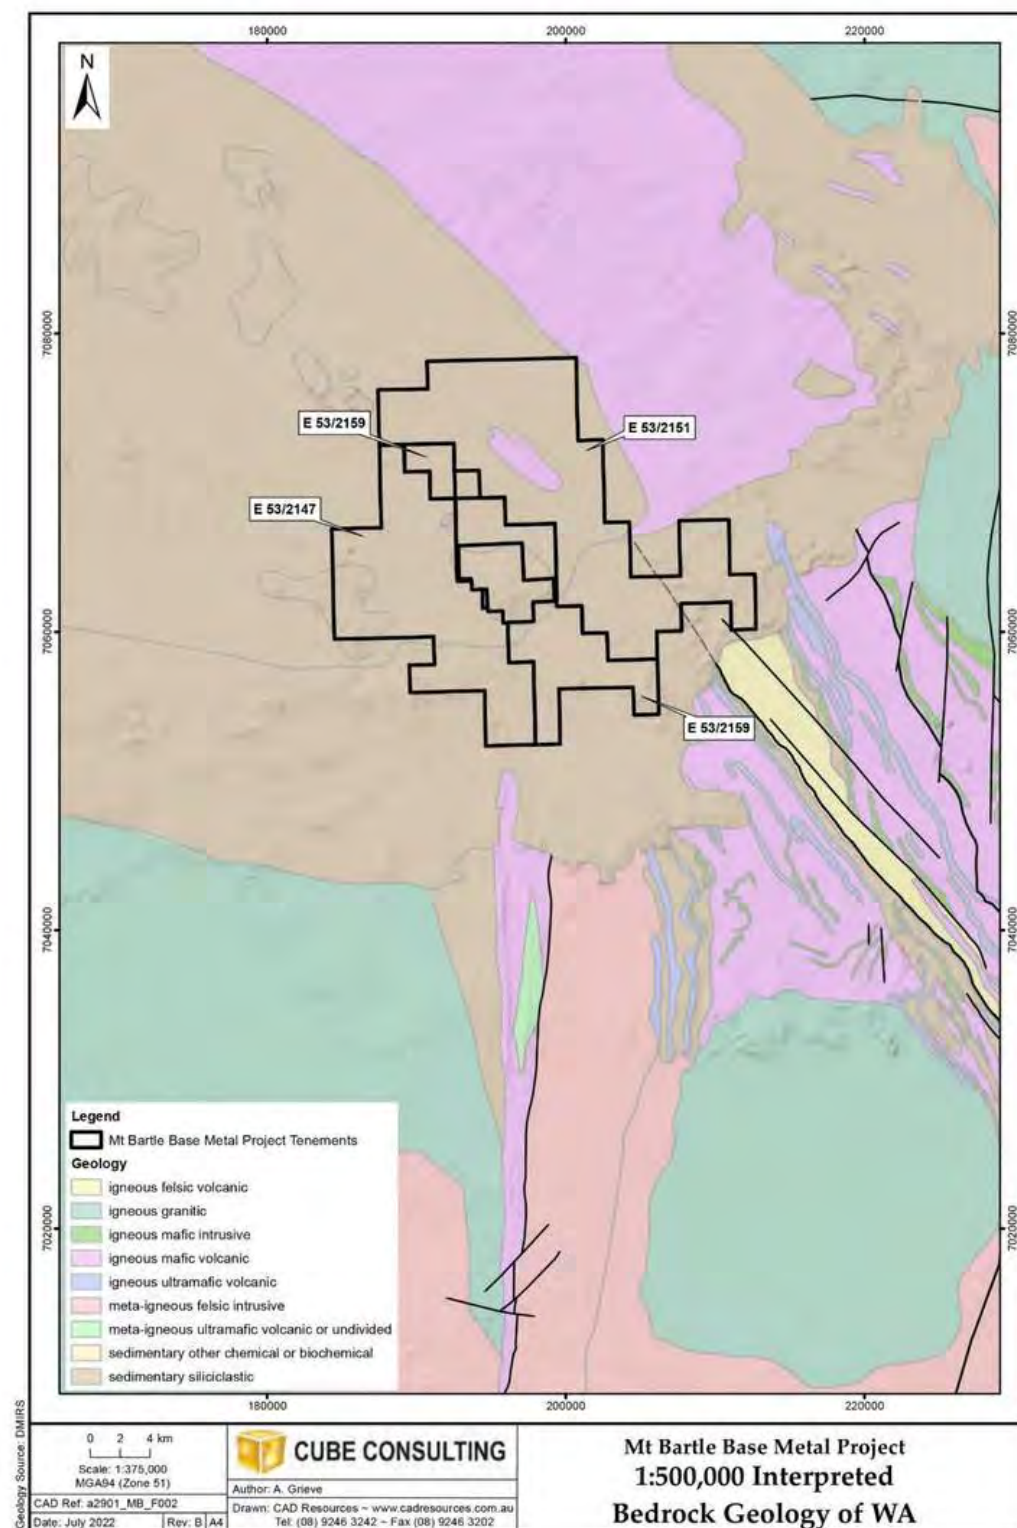 180000
200000
220000
N
7080000
7080000
E 53/2159
E 53/2151
E 53/2147
7060000
7060000
E 53/2159
7040000
7040000
Legend
Mt Bartle Base Metal Project Tenements
Geology
igneous felsic volcanic
igneous granitic
igneous mafic intrusive
igneous mafic volcanic
igneous ultramafic volcanic
meta-igneous felsic intrusive
meta-igneous ultramafic volcanic or undivided
sedimentary other chemical or biochemical
sedimentary siliciclastic
7020000
7020000
180000
200000
220000
Geology Source: DMIRS
0 2 4 km
Scale: 1:375,000
MGA94 (Zone 51)
CAD Ref: a2901_MB_F002
Date: July 2022
Rev: B
A4
CUBE CONSULTING
Author: A. Grieve
Drawn: CAD Resources ~ www.cadresources.com.au
Tel: (08) 9246 3242 ~ Fax (08) 9246 3202
Mt Bartle Base Metal Project
1:500,000 Interpreted
Bedrock Geology of WA